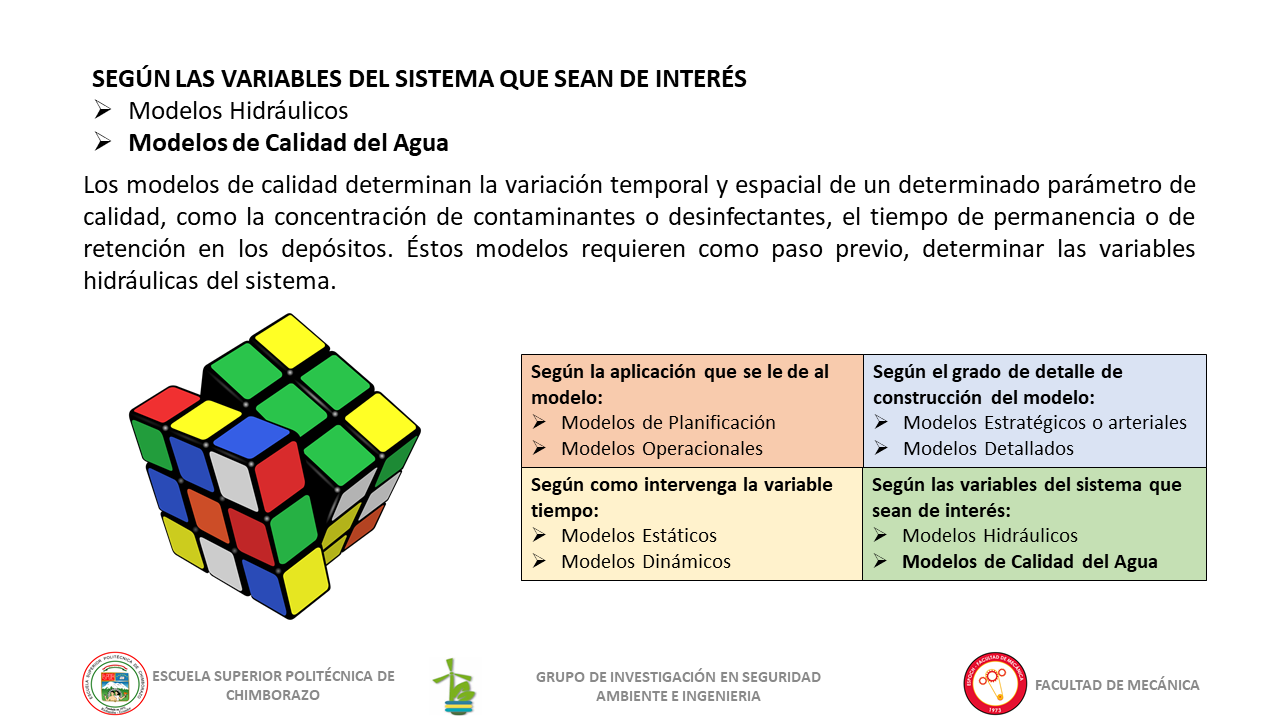 SEGÚN LAS VARIABLES DEL SISTEMA QUE SEAN DE INTERÉS
➢ Modelos Hidráulicos
➢ Modelos de Calidad del Agua
Los modelos de calidad determinan la variación temporal y espacial de un determinado parámetro de
calidad, como la concentración de contaminantes o desinfectantes, el tiempo de permanencia o de
retención en los depósitos. Éstos modelos requieren como paso previo, determinar las variables
hidráulicas del sistema.
Según la aplicación que se le de al
modelo:
➢ Modelos de Planificación
➢ Modelos Operacionales
Según el grado de detalle de
construcción del modelo:
➢ Modelos Estratégicos o arteriales
➢ Modelos Detallados
Según como intervenga la variable
tiempo:
➢ Modelos Estáticos
➢ Modelos Dinámicos
Según las variables del sistema que
sean de interés:
➢ Modelos Hidráulicos
➢ Modelos de Calidad del Agua
ESCUELA SUPERIOR POLITÉCNICA DE
CHIMBORAZO
GRUPO DE INVESTIGACIÓN EN SEGURIDAD
AMBIENTE E INGENIERIA
ESPOCH - FACULTAD DE MECÁNICA
1973
FACULTAD DE MECÁNICA